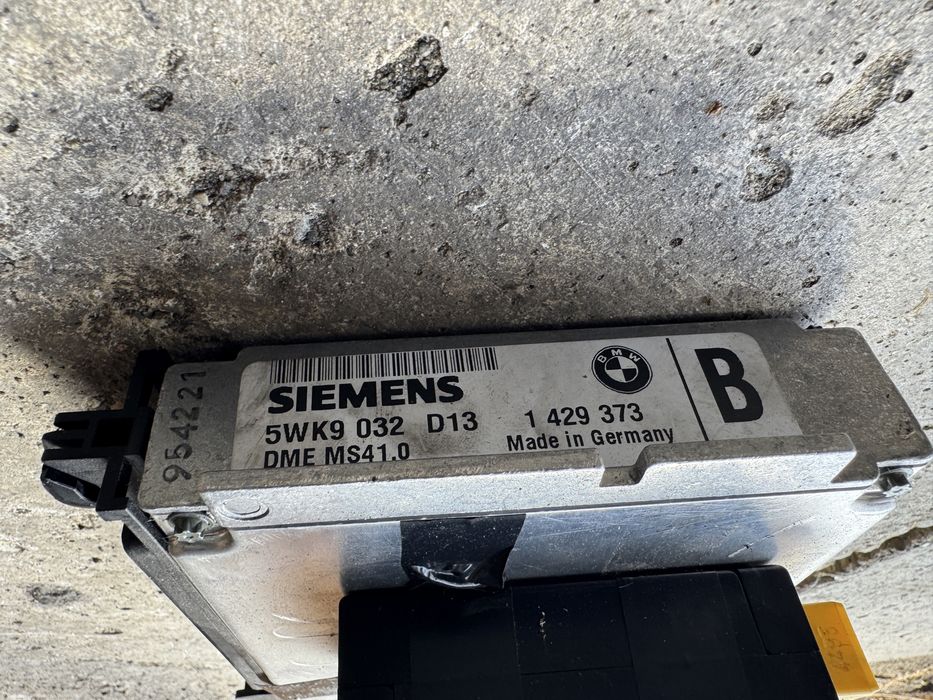 954221
SIEMENS
BMW
B
5WK9 032 D13
1 429 373
DME MS41.0
Made in Germany